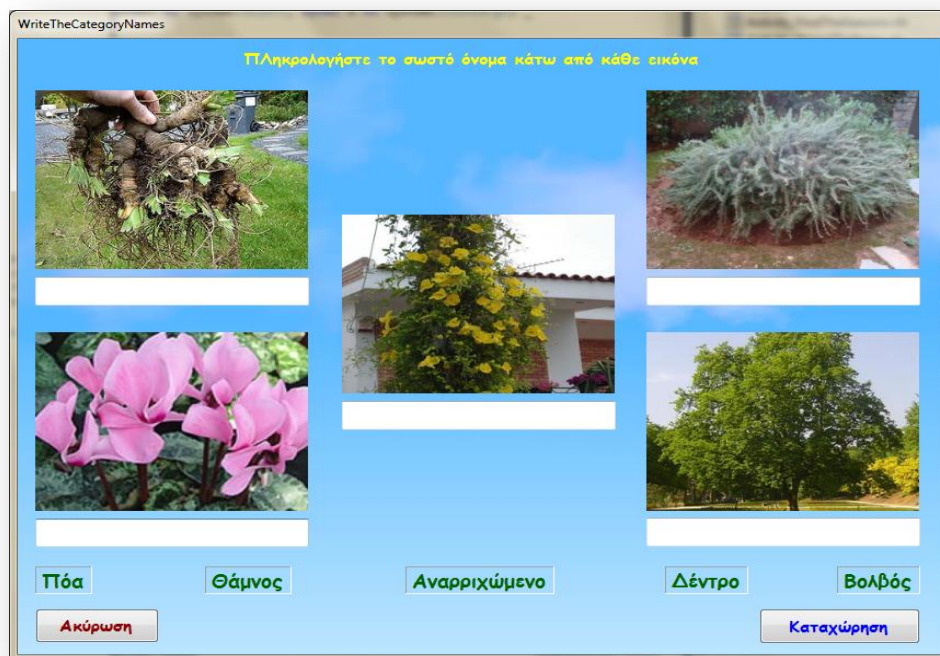 WriteTheCategoryNames
Πληκρολογήστε το σωστό όνομα κάτω από κάθε εικόνα
Πόα Θάμνος Αναρριχώμενο Δέντρο Βολβός
Ακύρωση Καταχώρηση